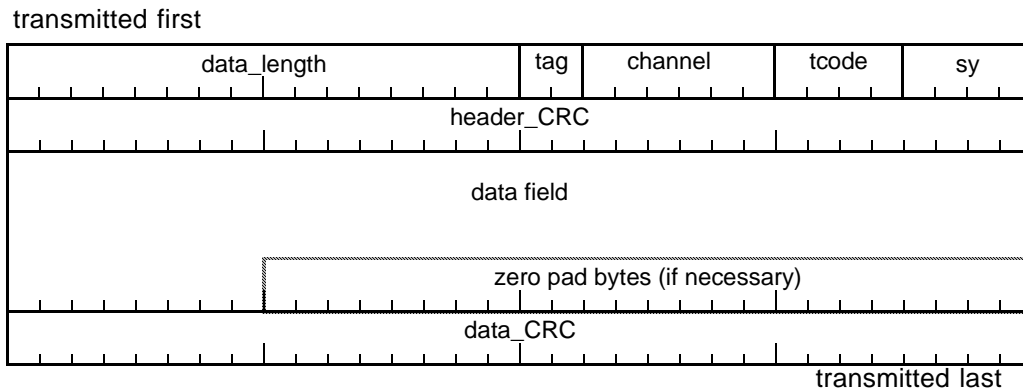 transmitted first
data_length tag channel tcode sy
header_CRC
data field
zero pad bytes (if necessary)
data_CRC
transmitted last